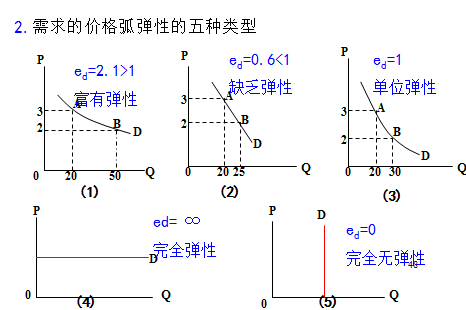 2. 需求的价格弧弹性的五种类型
P
ed=2.1>1
富有弹性
3
A
2
B
D
0
20
50
Q
(1)
P
ed=0.6<1
缺乏弹性
3
A
2
B
D
0
20 25
Q
(2)
P
ed=1
单位弹性
3
A
2
B
D
0
20 30
Q
(3)
P
ed= ∞
完全弹性
D
0
(4)
Q
P
D
ed=0
完全无弹性
0
(5)
Q